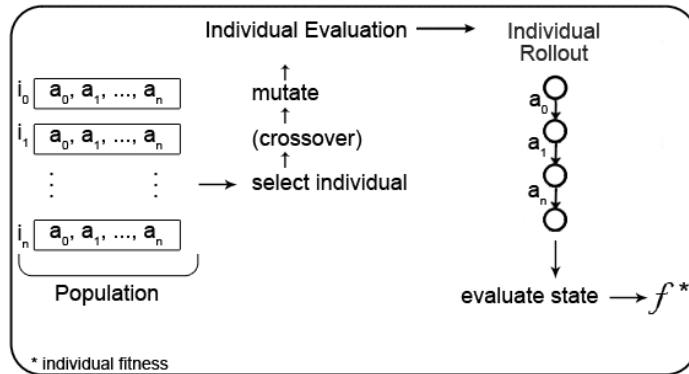 Individual Evaluation
Individual
Rollout
i0 a0, a1, ..., an
i1 a0, a1, ..., an
in a0, a1, ..., an
Population
mutate
(crossover)
select individual
a0
a1
an
evaluate state
f *
* individual fitness